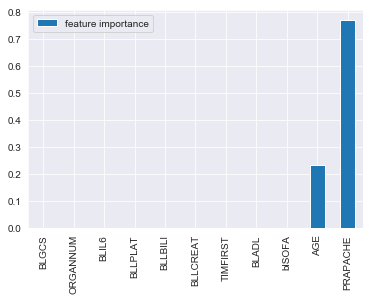 feature importance
0.8
0.7
0.6
0.5
0.4
0.3
0.2
0.1
0.0
BLGCS
ORGANNUM
BLIL6
BLLPLAT
BLLBILI
BLLCREAT
TIMFIRST
BLADL
blSOFA
AGE
PRAPACHE